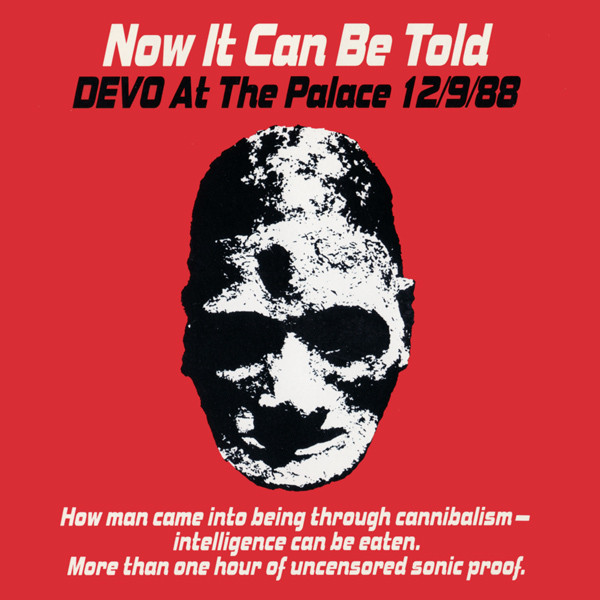 Now It Can Be Told
DEVO At The Palace 12/9/88
How man came into being through cannibalism—
intelligence can be eaten.
More than one hour of uncensored sonic proof.